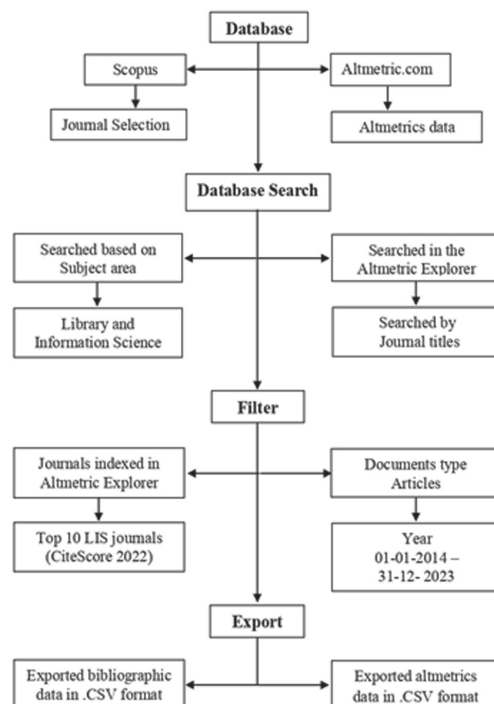 Database
Scopus
Altmetric.com
Journal Selection
Altmetrics data
Database Search
Searched based on
Subject area
Searched in the
Altmetric Explorer
Library and
Information Science
Searched by
Journal titles
Filter
Journals indexed in
Altmetric Explorer
Documents type
Articles
Top 10 LIS journals
(CiteScore 2022)
Year
01-01-2014 –
31-12- 2023
Export
Exported bibliographic
data in .CSV format
Exported altmetrics
data in .CSV format